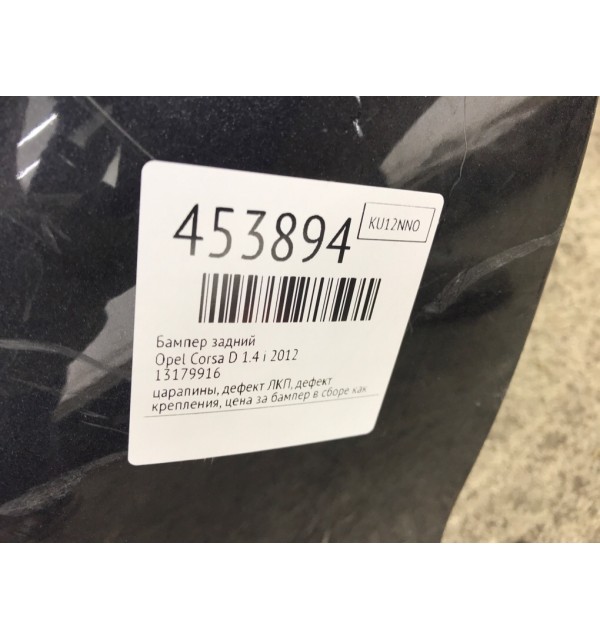 453894
KU12NNO
Бампер задний
Opel Corsa D 1.4 i 2012
13179916
царапины, дефект ЛКП, дефект
крепления, цена за бампер в сборе как